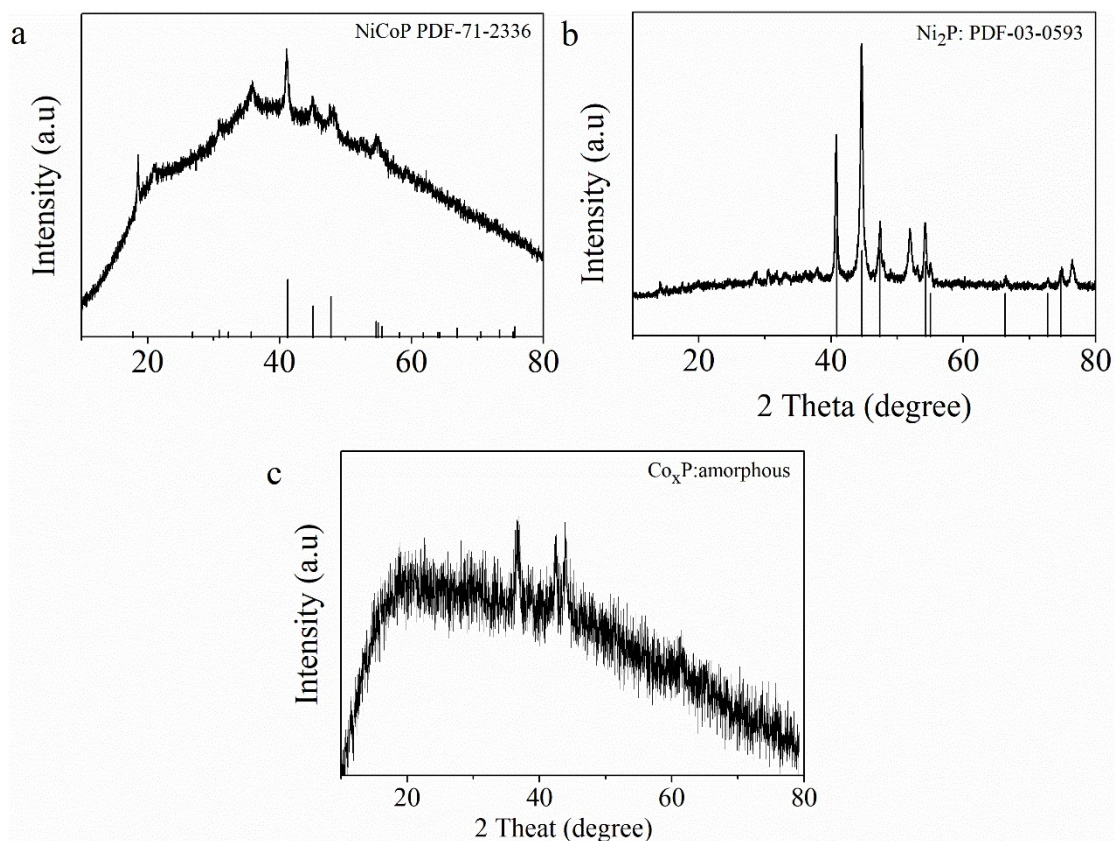 a
NiCoP PDF-71-2336
Intensity (a.u)
20 40 60 80
b
Ni₂P: PDF-03-0593
Intensity (a.u)
20 40 60 80
2 Theta (degree)
c
CoₓP:amorphous
Intensity (a.u)
20 40 60 80
2 Theat (degree)